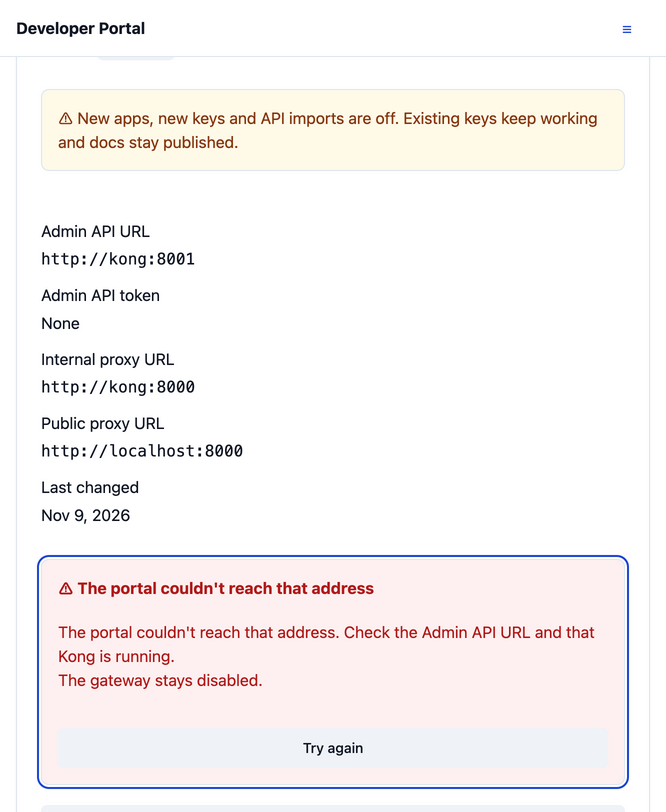 Developer Portal
New apps, new keys and API imports are off. Existing keys keep working
and docs stay published.
Admin API URL
http://kong:8001
Admin API token
None
Internal proxy URL
http://kong:8000
Public proxy URL
http://localhost:8000
Last changed
Nov 9, 2026
The portal couldn't reach that address
The portal couldn't reach that address. Check the Admin API URL and that
Kong is running.
The gateway stays disabled.
Try again